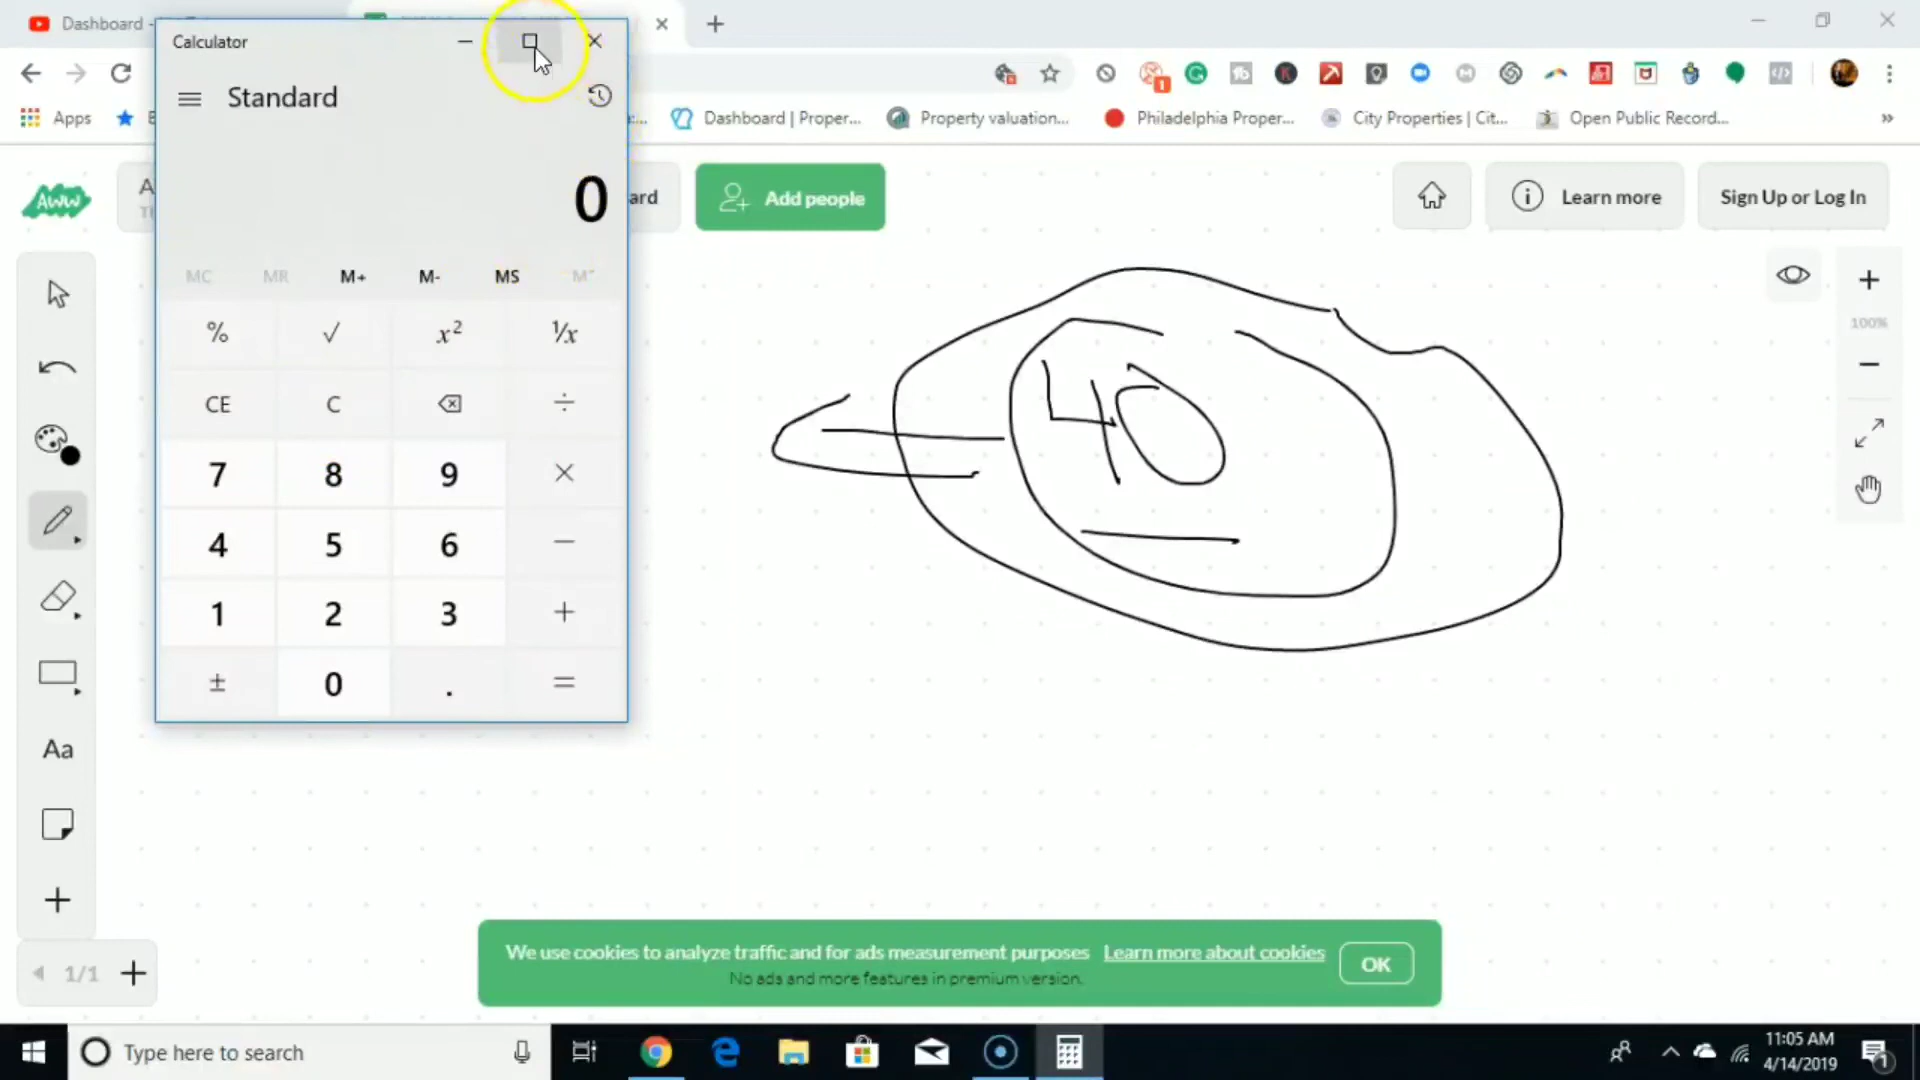 Dashboard -
Calculator
Standard
0
MC MR M+ M- MS
% √ x² ⅟x
CE C ÷
7 8 9 ×
4 5 6 −
1 2 3 +
± 0 . =
Apps
Dashboard | Proper...
Property valuation...
Philadelphia Proper...
City Properties | Cit...
Open Public Record...
»
AWW
A
ard
Add people
Learn more
Sign Up or Log In
100%
40
Aa
1/1
We use cookies to analyze traffic and for ads measurement purposes Learn more about cookies
No ads and more features in premium version.
OK
Type here to search
11:05 AM
4/14/2019
1